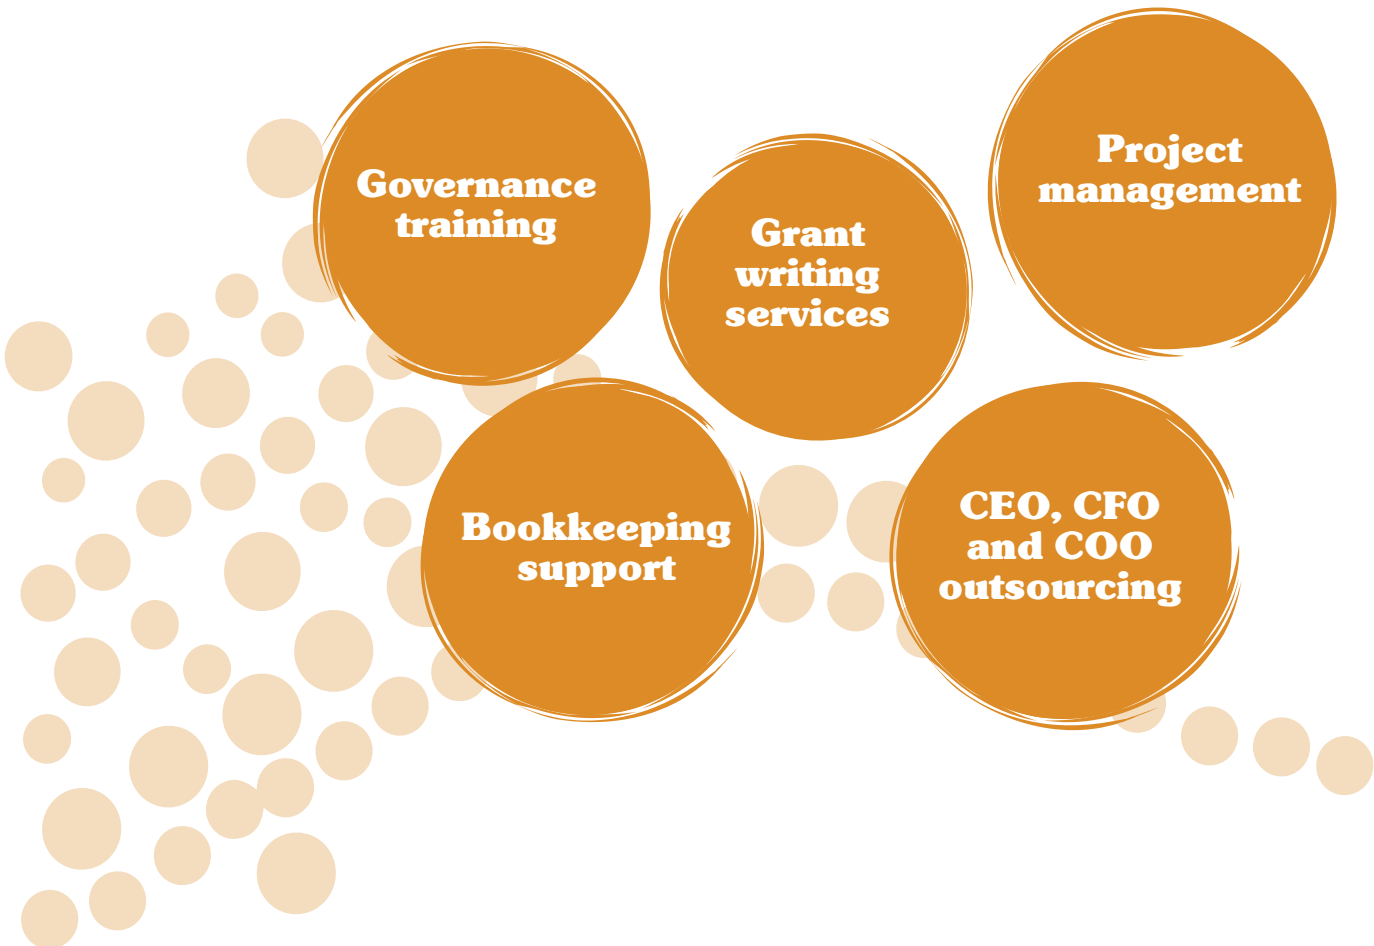 Governance
training
Grant
writing
services
Project
management
Bookkeeping
support
CEO, CFO
and COO
outsourcing